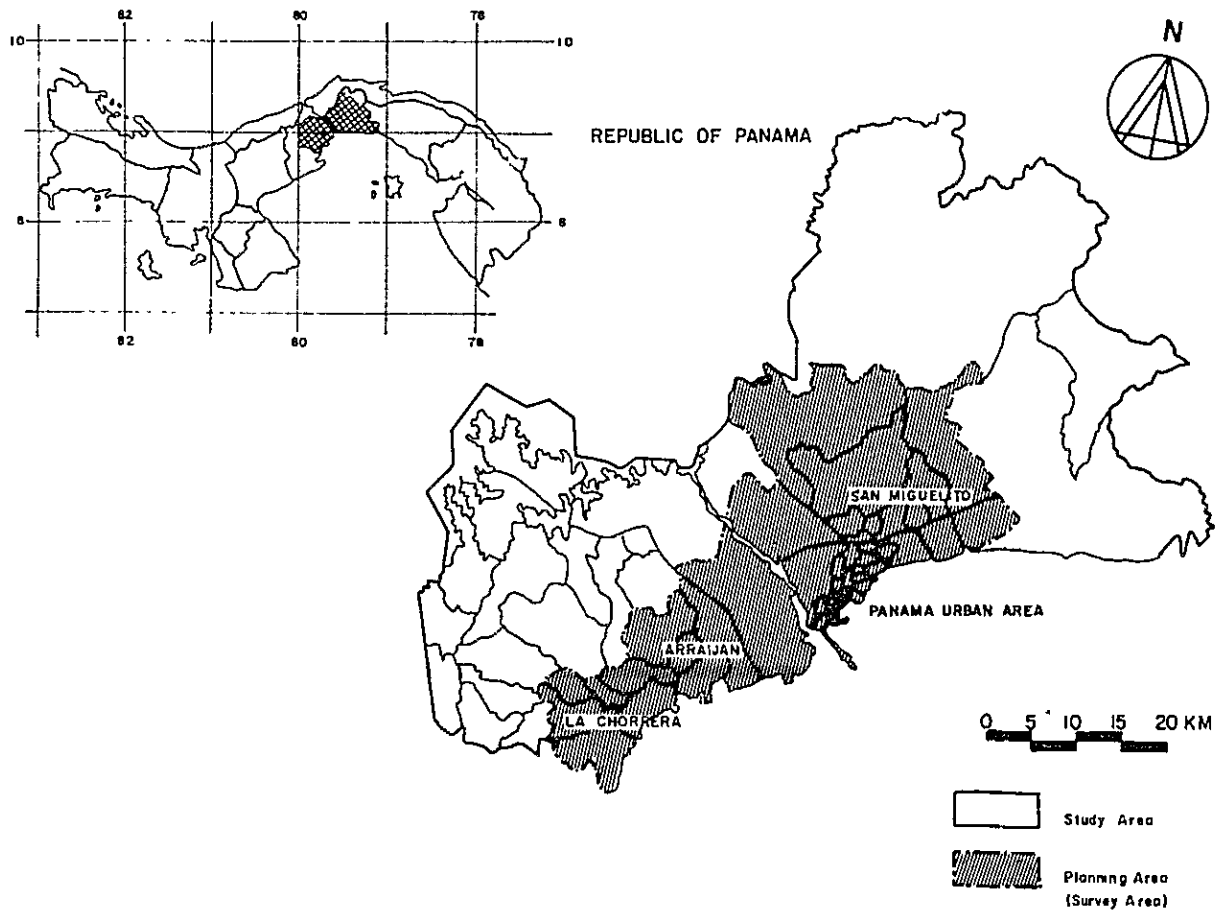 82
80
78
10
10
8
8
82
80
78
N
REPUBLIC OF PANAMA
SAN MIGUELITO
PANAMA URBAN AREA
ARRAIJAN
LA CHORRERA
0 5 10 15 20 KM
Study Area
Planning Area
(Survey Area)